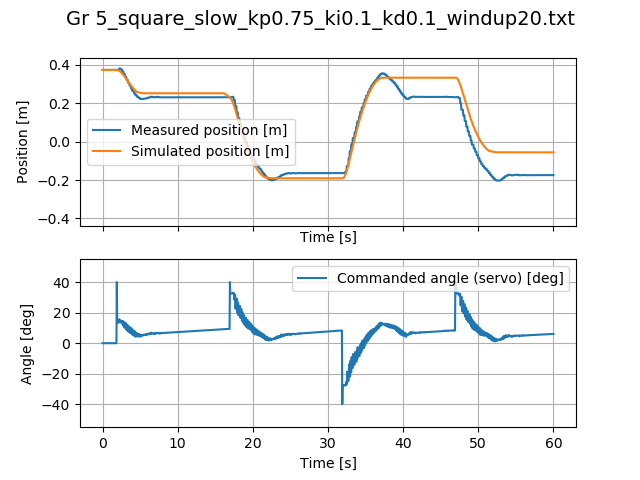 Gr 5_square_slow_kp0.75_ki0.1_kd0.1_windup20.txt
0.4
0.2
0.0
−0.2
−0.4
Position [m]
Measured position [m]
Simulated position [m]
Time [s]
40
20
0
−20
−40
Angle [deg]
Commanded angle (servo) [deg]
0 10 20 30 40 50 60
Time [s]